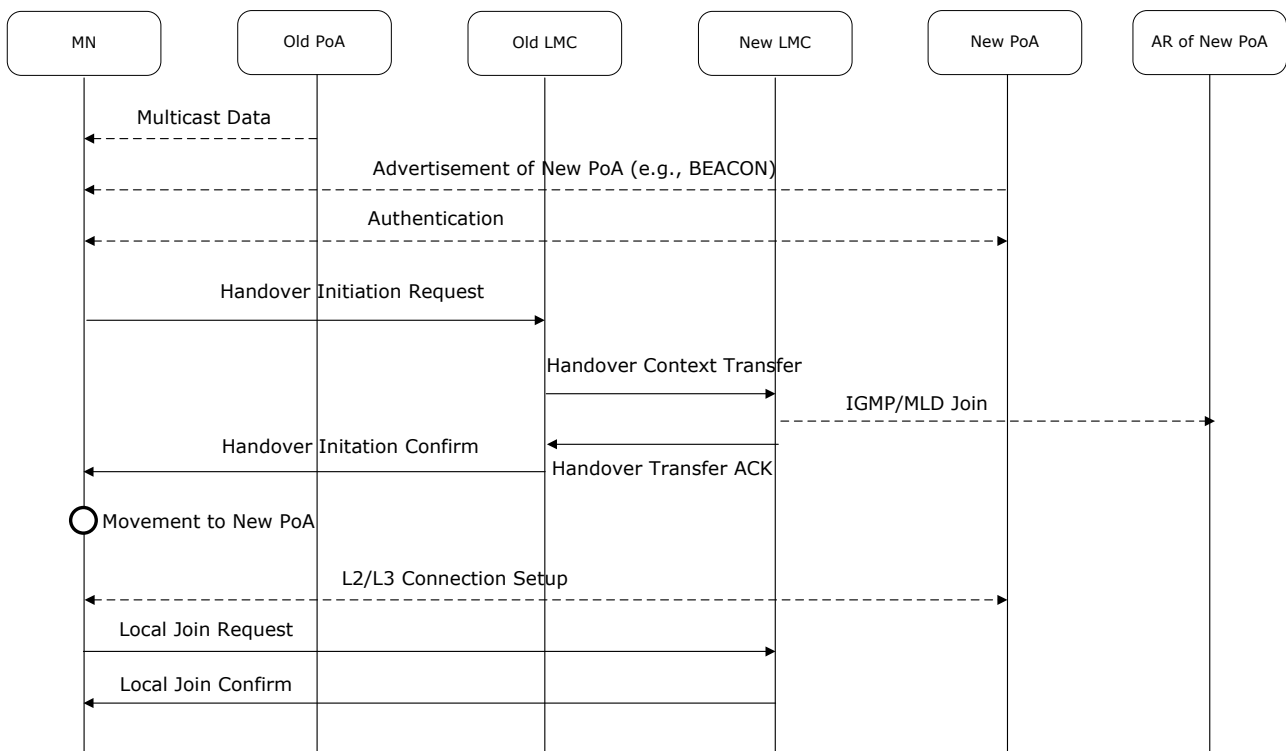 MN
Old PoA
Old LMC
New LMC
New PoA
AR of New PoA
Multicast Data
Advertisement of New PoA (e.g., BEACON)
Authentication
Handover Initiation Request
Handover Context Transfer
IGMP/MLD Join
Handover Initation Confirm
Handover Transfer ACK
Movement to New PoA
L2/L3 Connection Setup
Local Join Request
Local Join Confirm